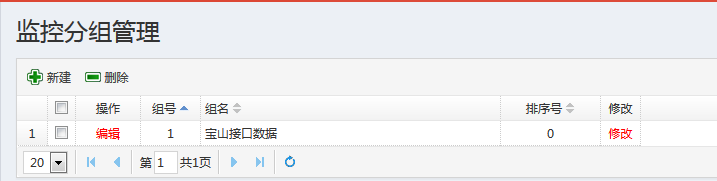 监控分组管理
新建 删除
操作 组号 组名 排序号 修改
1 编辑 1 宝山接口数据 0 修改
20 第 1 共1页